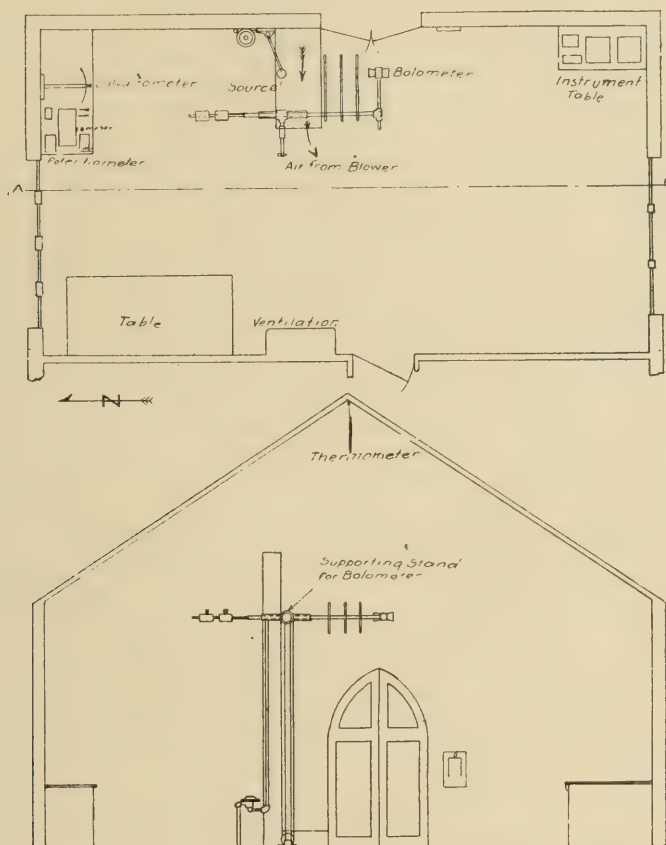 Source
Bolometer
Instrument
Table
Air from Blower
A
Table
Ventilation
N
Thermometer
Supporting Stand
for Bolometer